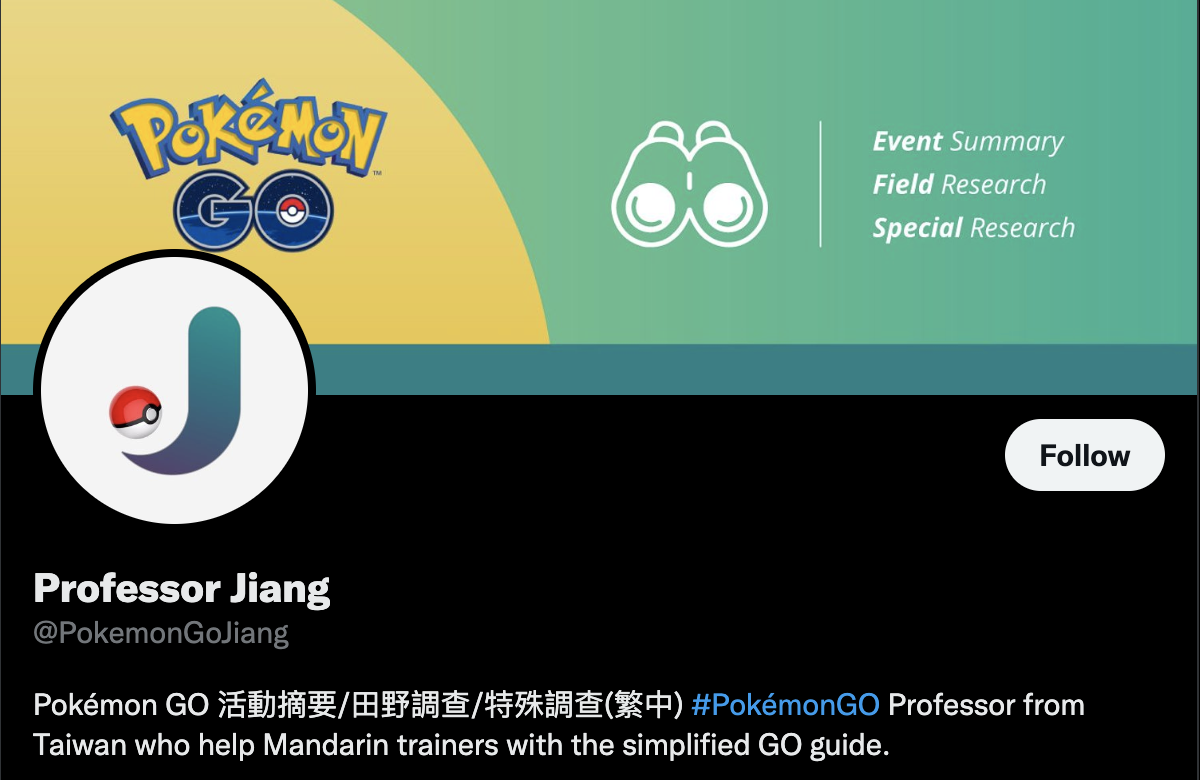 POKéMON
™
GO
Event Summary
Field Research
Special Research
J
Follow
Professor Jiang
@PokemonGoJiang
Pokémon GO 活動摘要/田野調查/特殊調查(繁中) #PokémonGO Professor from
Taiwan who help Mandarin trainers with the simplified GO guide.